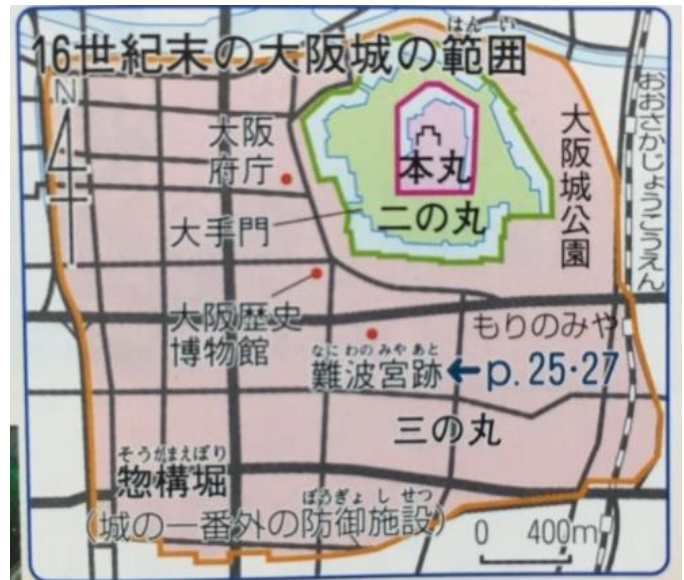 16世紀末の大阪城の範囲
はんい
N
大阪
府庁
大手門
本丸
二の丸
大阪城公園
おおさかじょうこうえん
大阪歴史
博物館
もりのみや
なにわのみやあと
難波宮跡←p.25・27
三の丸
そうがまえぼり
惣構堀
ぼうぎょしせつ
(城の一番外の防御施設)
0 400m